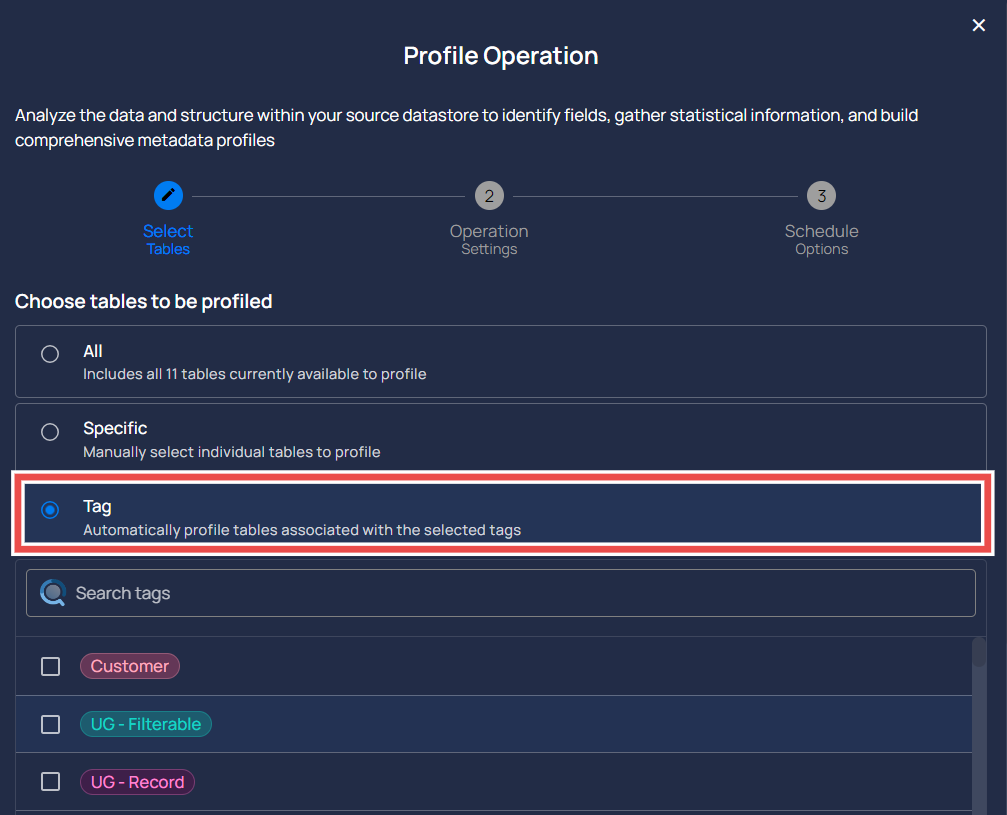 Profile Operation
Analyze the data and structure within your source datastore to identify fields, gather statistical information, and build
comprehensive metadata profiles
2
3
Select
Tables
Operation
Settings
Schedule
Options
Choose tables to be profiled
All
Includes all 11 tables currently available to profile
Specific
Manually select individual tables to profile
Tag
Automatically profile tables associated with the selected tags
Search tags
Customer
UG - Filterable
UG - Record